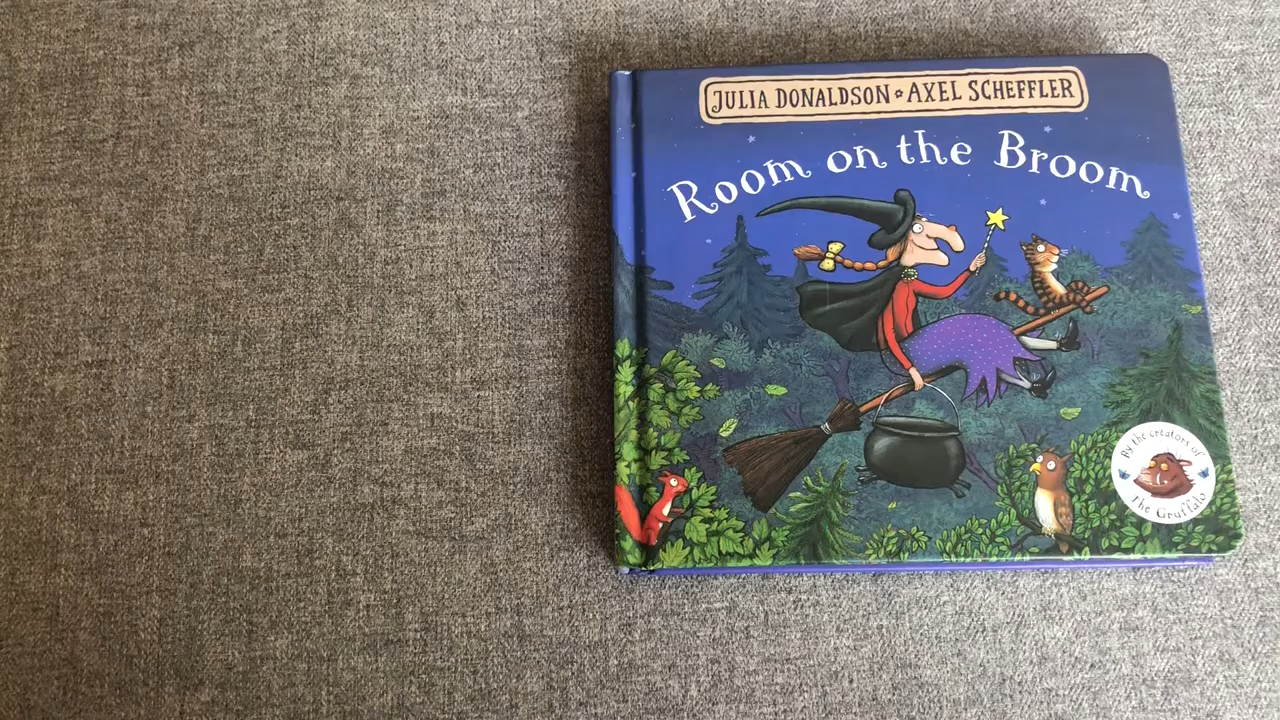 JULIA DONALDSON * AXEL SCHEFFLER
Room on the Broom
By the creators of
The Gruffalo